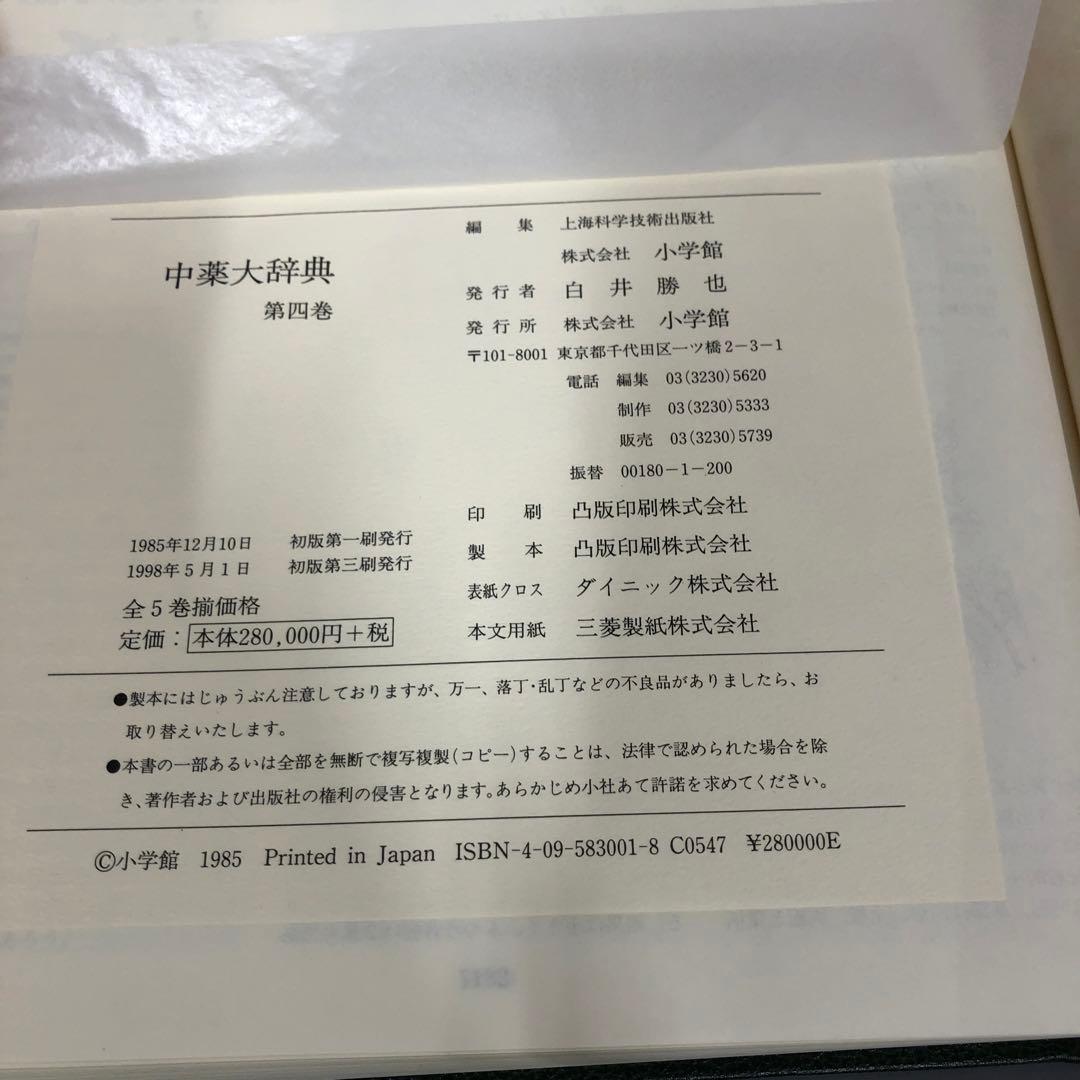 中薬大辞典
第四巻
編 集 上海科学技術出版社
株式会社 小学館
発行者 白井勝也
発行所 株式会社 小学館
〒101-8001 東京都千代田区一ツ橋2-3-1
電話 編集 03(3230)5620
制作 03(3230)5333
販売 03(3230)5739
振替 00180-1-200
印 刷 凸版印刷株式会社
製 本 凸版印刷株式会社
表紙クロス ダイニック株式会社
本文用紙 三菱製紙株式会社
1985年12月10日 初版第一刷発行
1998年5月1日 初版第三刷発行
全5巻揃価格
定価：本体280,000円＋税
●製本にはじゅうぶん注意しておりますが、万一、落丁・乱丁などの不良品がありましたら、お
取り替えいたします。
●本書の一部あるいは全部を無断で複写複製(コピー)することは、法律で認められた場合を除
き、著作者および出版社の権利の侵害となります。あらかじめ小社あて許諾を求めてください。
©小学館 1985 Printed in Japan ISBN-4-09-583001-8 C0547 ¥280000E